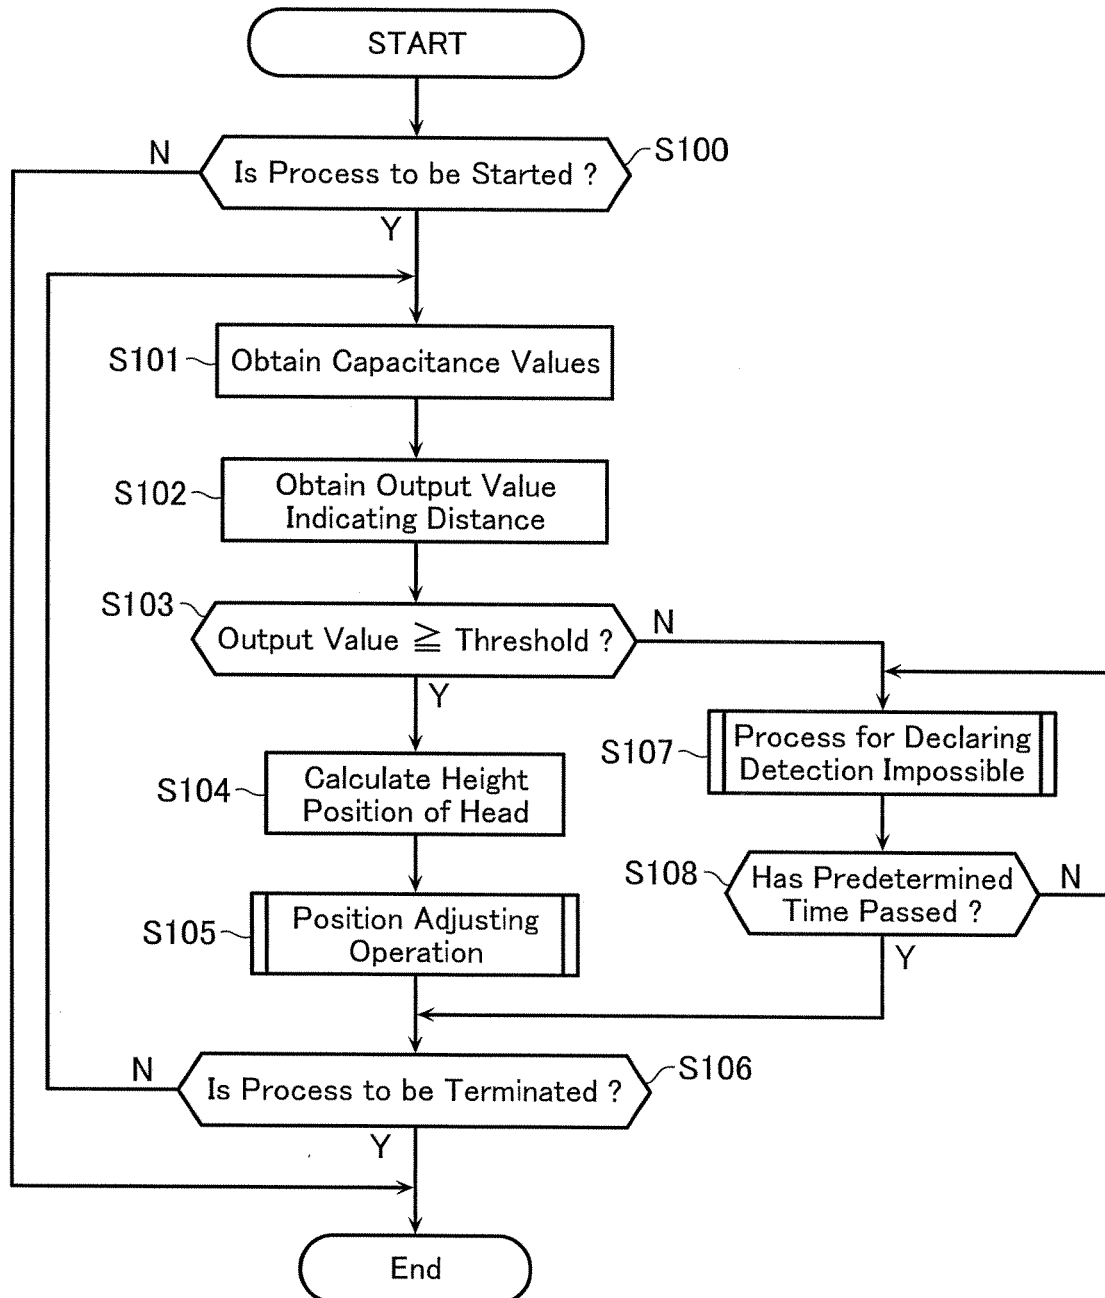 START
N
Is Process to be Started ?
S100
Y
S101
Obtain Capacitance Values
S102
Obtain Output Value
Indicating Distance
S103
Output Value ≧ Threshold ?
N
Y
S104
Calculate Height
Position of Head
S107
Process for Declaring
Detection Impossible
S108
Has Predetermined
Time Passed ?
N
Y
S105
Position Adjusting
Operation
N
Is Process to be Terminated ?
S106
Y
End